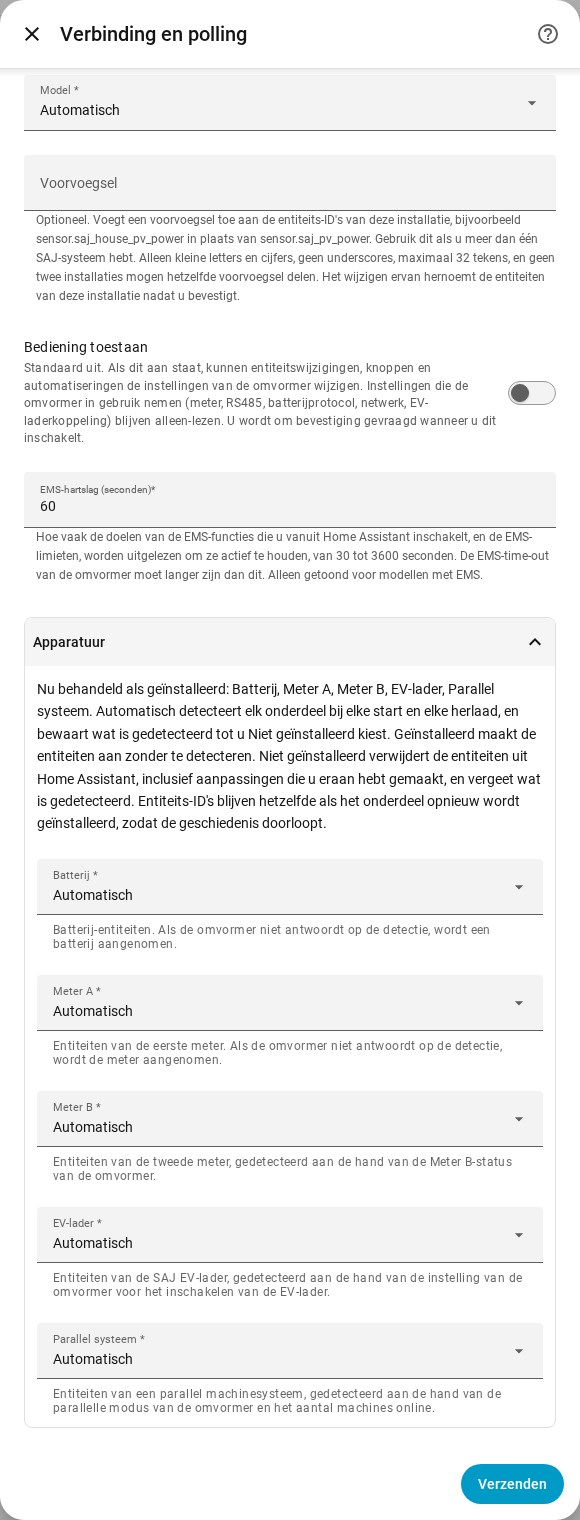 Verbinding en polling
Model *
Automatisch
Voorvoegsel
Optioneel. Voegt een voorvoegsel toe aan de entiteits-ID's van deze installatie, bijvoorbeeld
sensor.saj_house_pv_power in plaats van sensor.saj_pv_power. Gebruik dit als u meer dan één
SAJ-systeem hebt. Alleen kleine letters en cijfers, geen underscores, maximaal 32 tekens, en geen
twee installaties mogen hetzelfde voorvoegsel delen. Het wijzigen ervan hernoemt de entiteiten
van deze installatie nadat u bevestigt.
Bediening toestaan
Standaard uit. Als dit aan staat, kunnen entiteitswijzigingen, knoppen en
automatiseringen de instellingen van de omvormer wijzigen. Instellingen die de
omvormer in gebruik nemen (meter, RS485, batterijprotocol, netwerk, EV-
laderkoppeling) blijven alleen-lezen. U wordt om bevestiging gevraagd wanneer u dit
inschakelt.
EMS-hartslag (seconden)*
60
Hoe vaak de doelen van de EMS-functies die u vanuit Home Assistant inschakelt, en de EMS-
limieten, worden uitgelezen om ze actief te houden, van 30 tot 3600 seconden. De EMS-time-out
van de omvormer moet langer zijn dan dit. Alleen getoond voor modellen met EMS.
Apparatuur
Nu behandeld als geïnstalleerd: Batterij, Meter A, Meter B, EV-lader, Parallel
systeem. Automatisch detecteert elk onderdeel bij elke start en elke herlaad, en
bewaart wat is gedetecteerd tot u Niet geïnstalleerd kiest. Geïnstalleerd maakt de
entiteiten aan zonder te detecteren. Niet geïnstalleerd verwijdert de entiteiten uit
Home Assistant, inclusief aanpassingen die u eraan hebt gemaakt, en vergeet wat
is gedetecteerd. Entiteits-ID's blijven hetzelfde als het onderdeel opnieuw wordt
geïnstalleerd, zodat de geschiedenis doorloopt.
Batterij *
Automatisch
Batterij-entiteiten. Als de omvormer niet antwoordt op de detectie, wordt een
batterij aangenomen.
Meter A *
Automatisch
Entiteiten van de eerste meter. Als de omvormer niet antwoordt op de detectie,
wordt de meter aangenomen.
Meter B *
Automatisch
Entiteiten van de tweede meter, gedetecteerd aan de hand van de Meter B-status
van de omvormer.
EV-lader *
Automatisch
Entiteiten van de SAJ EV-lader, gedetecteerd aan de hand van de instelling van de
omvormer voor het inschakelen van de EV-lader.
Parallel systeem *
Automatisch
Entiteiten van een parallel machinesysteem, gedetecteerd aan de hand van de
parallelle modus van de omvormer en het aantal machines online.
Verzenden